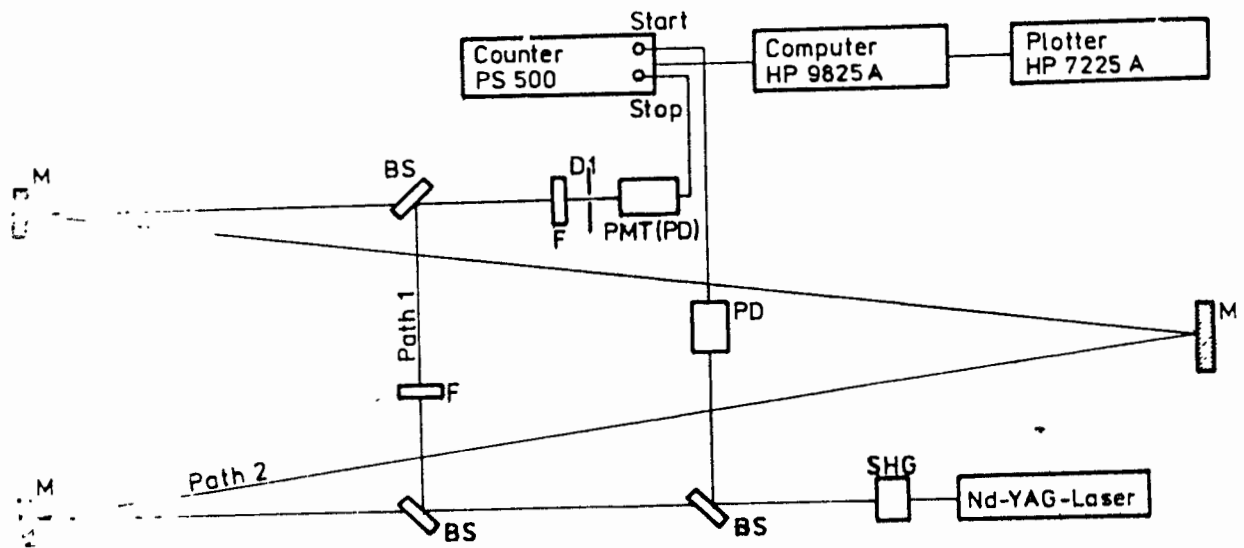 Start
Counter
PS 500
Stop
Computer
HP 9825 A
Plotter
HP 7225 A
M
BS
D1
F
PMT(PD)
Path 1
PD
M
F
Path 2
M
BS
BS
SHG
Nd-YAG-Laser